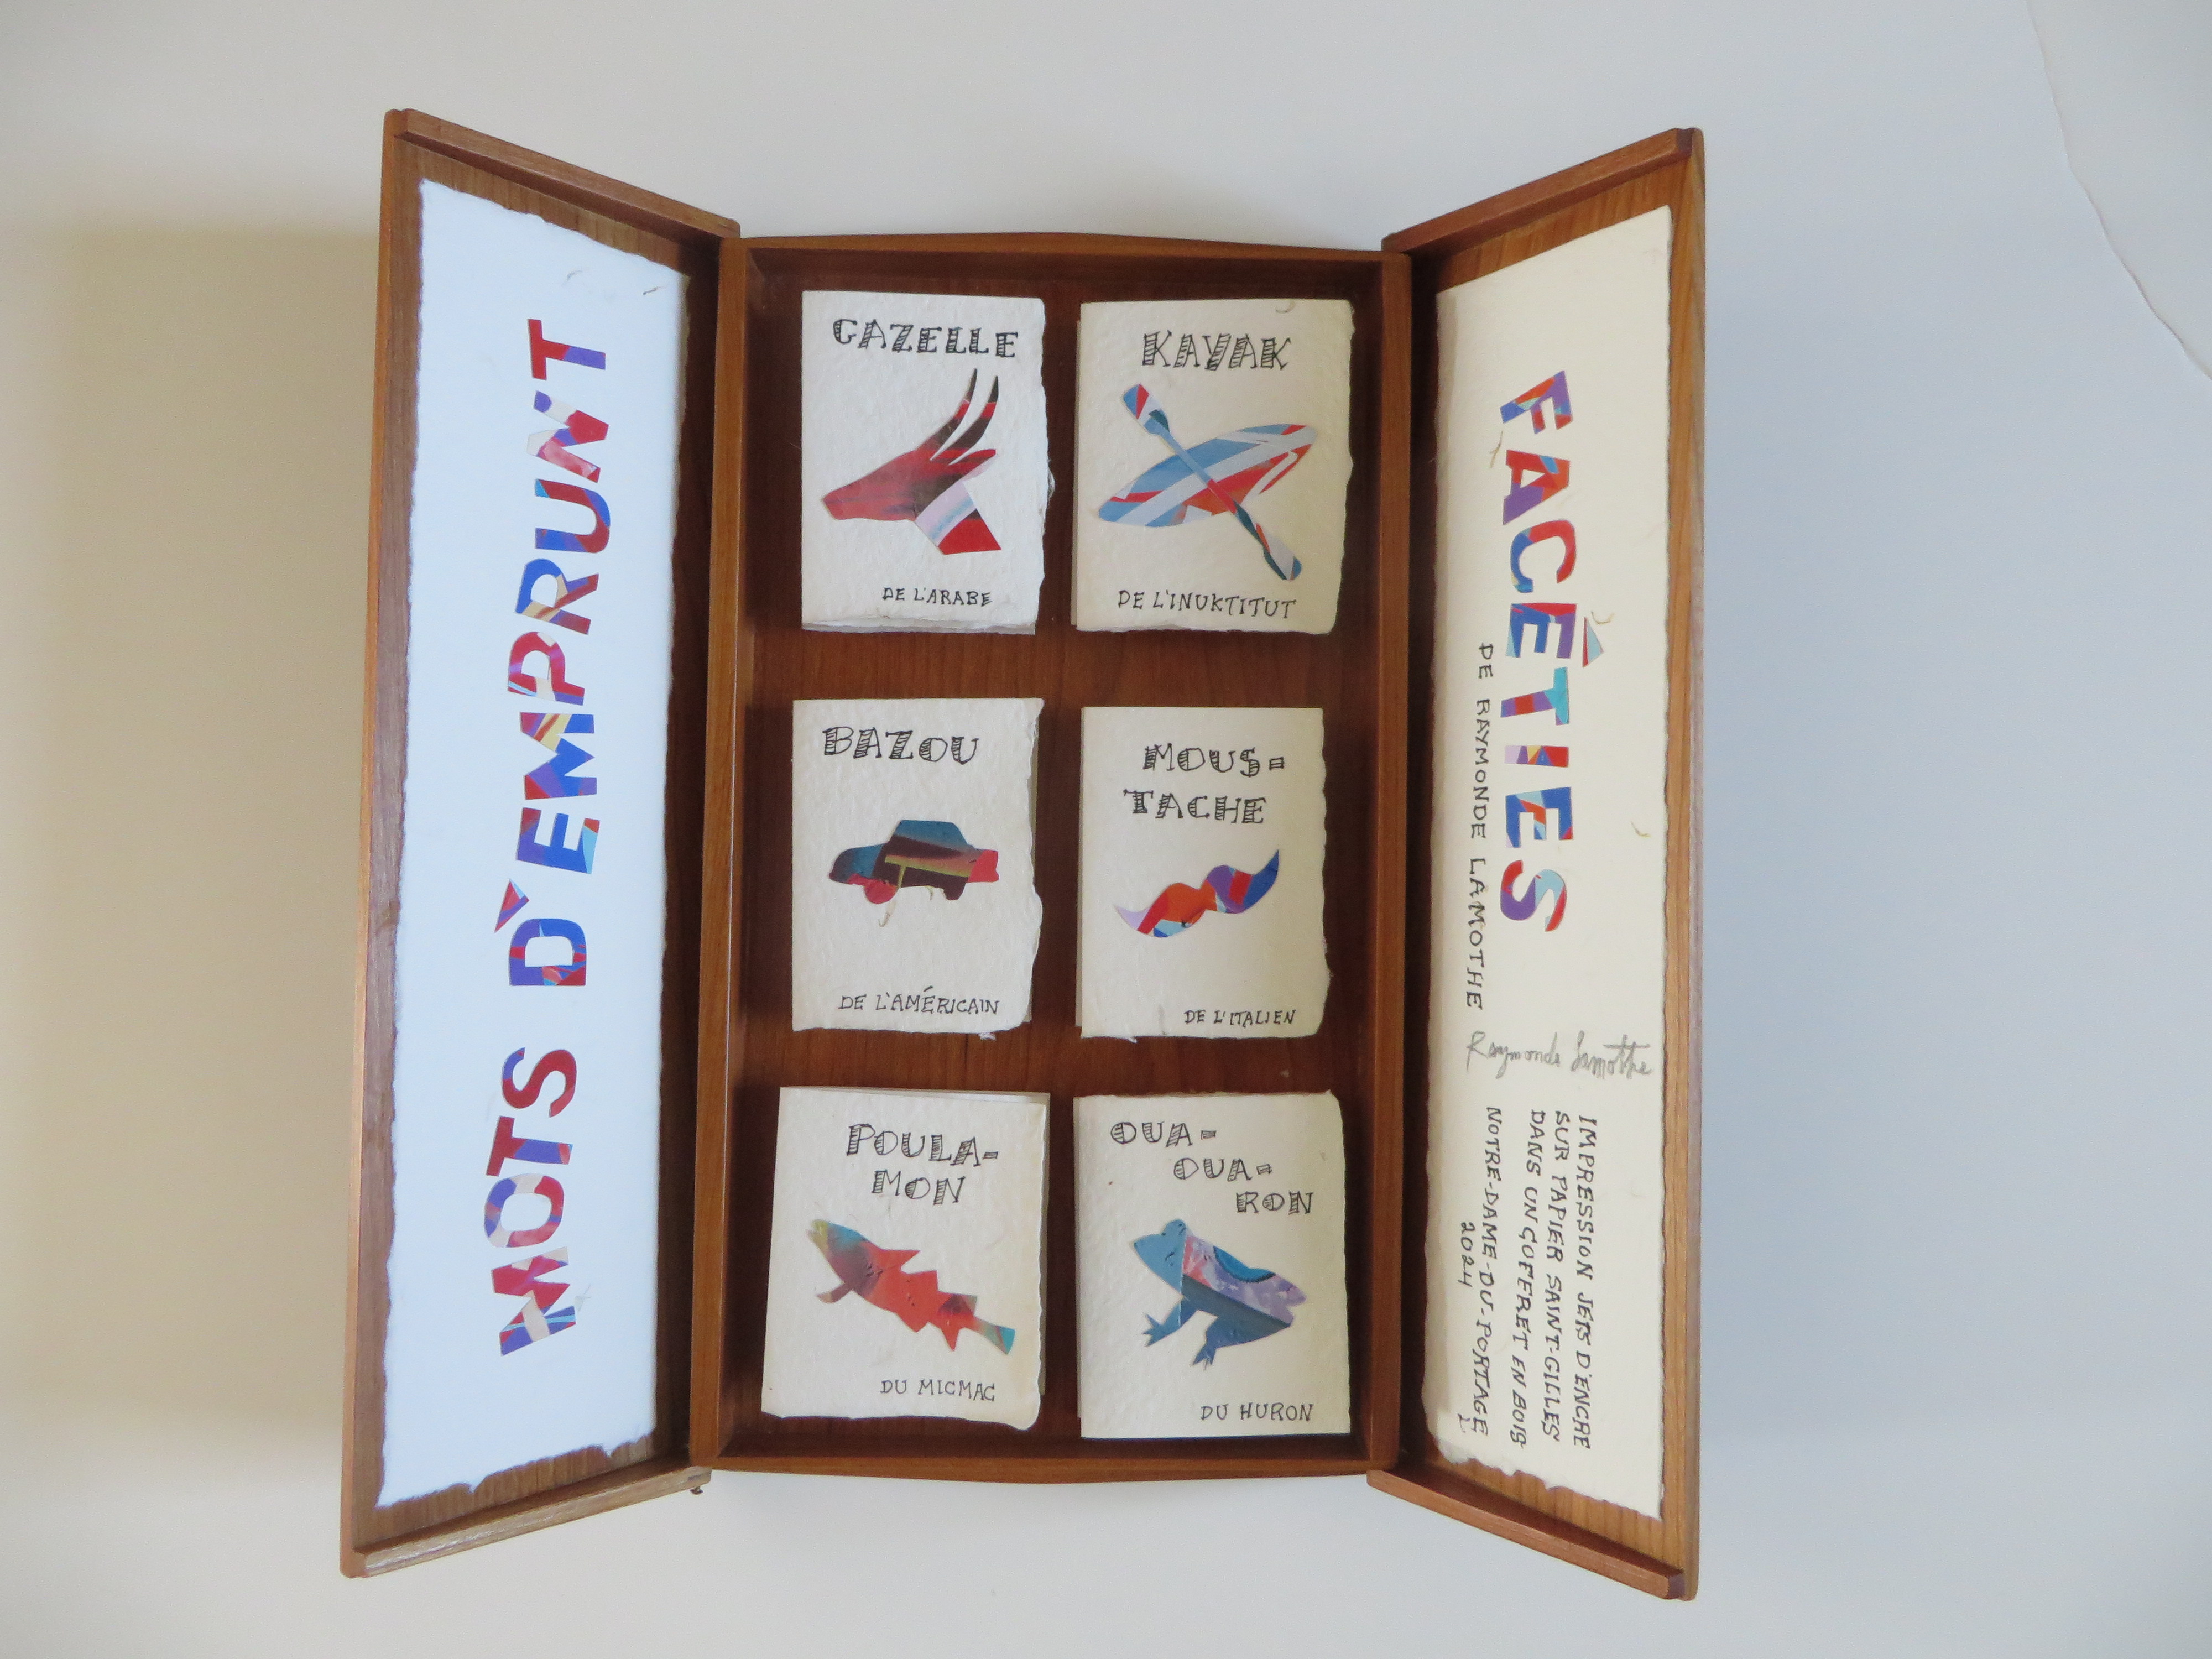 MOTS D'EMPRUNT
GAZELLE
DE L'ARABE
KAYAK
DE L'INUKTITUT
BAZOU
DE L'AMÉRICAIN
MOUS=
TACHE
DE L'ITALIEN
POULA-
MON
DU MICMAC
OUA-
OUA=
RON
DU HURON
FACÉTIES
DE RAYMONDE LAMOTHE
Raymonde Lamothe
IMPRESSION JETS D'ENCRE
SUR PAPIER SAINT-GILLES
DANS UN COFFRET EN BOIS
NOTRE-DAME-DU-PORTAGE
2024